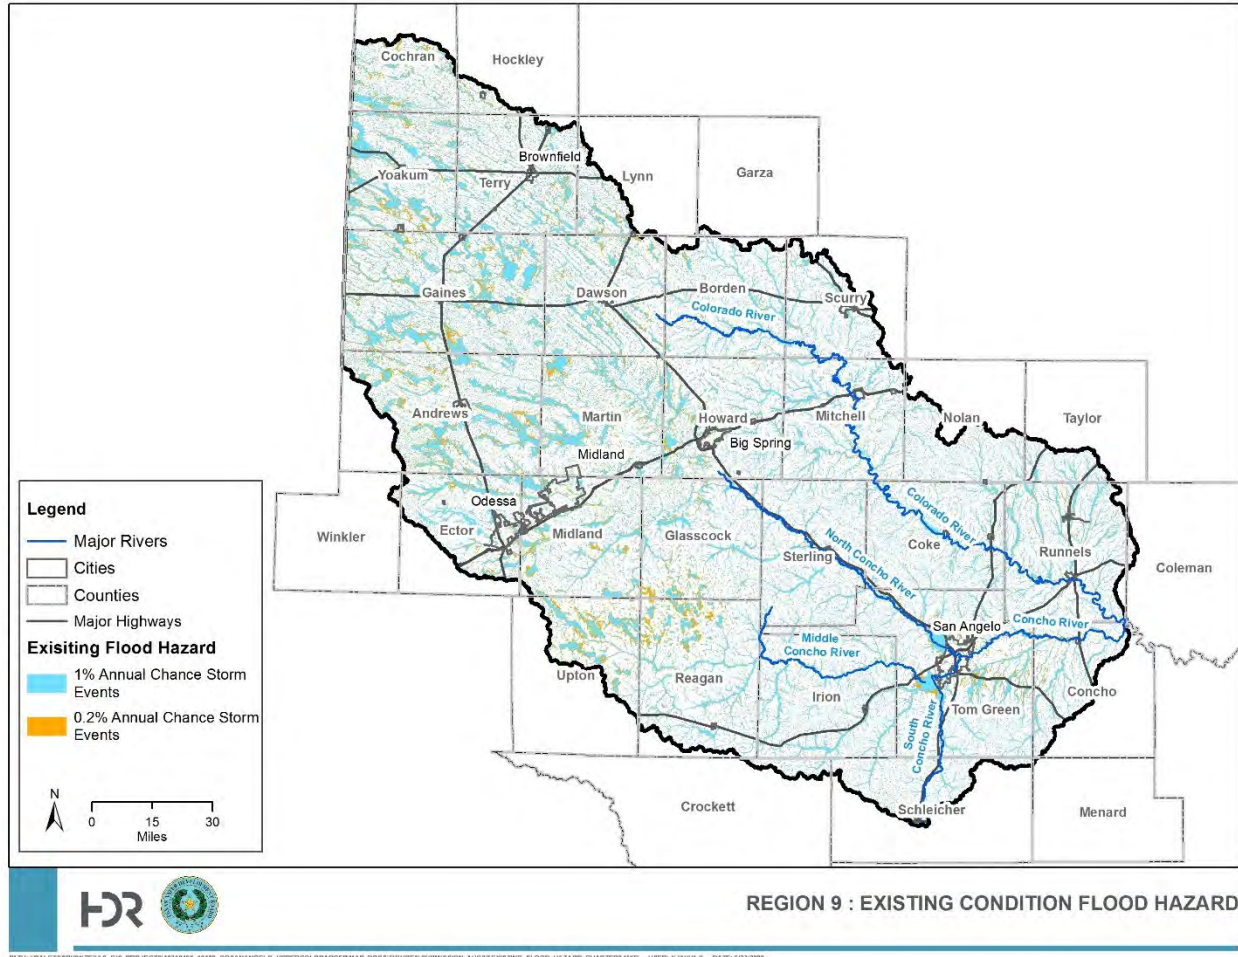 Cochran
Hockley
Brownfield
Yoakum
Terry
Lynn
Garza
Gaines
Dawson
Borden
Scurry
Colorado River
Andrews
Martin
Howard
Mitchell
Nolan
Taylor
Big Spring
Midland
Odessa
Winkler
Ector
Midland
Glasscock
Sterling
North Concho River
Colorado River
Coke
Runnels
Coleman
San Angelo
Concho River
Middle
Concho River
Upton
Reagan
Irion
Tom Green
Concho
South
Concho River
Crockett
Schleicher
Menard
Legend
Major Rivers
Cities
Counties
Major Highways
Exisiting Flood Hazard
1% Annual Chance Storm
Events
0.2% Annual Chance Storm
Events
N
0 15 30
Miles
HDR
REGION 9 : EXISTING CONDITION FLOOD HAZARD